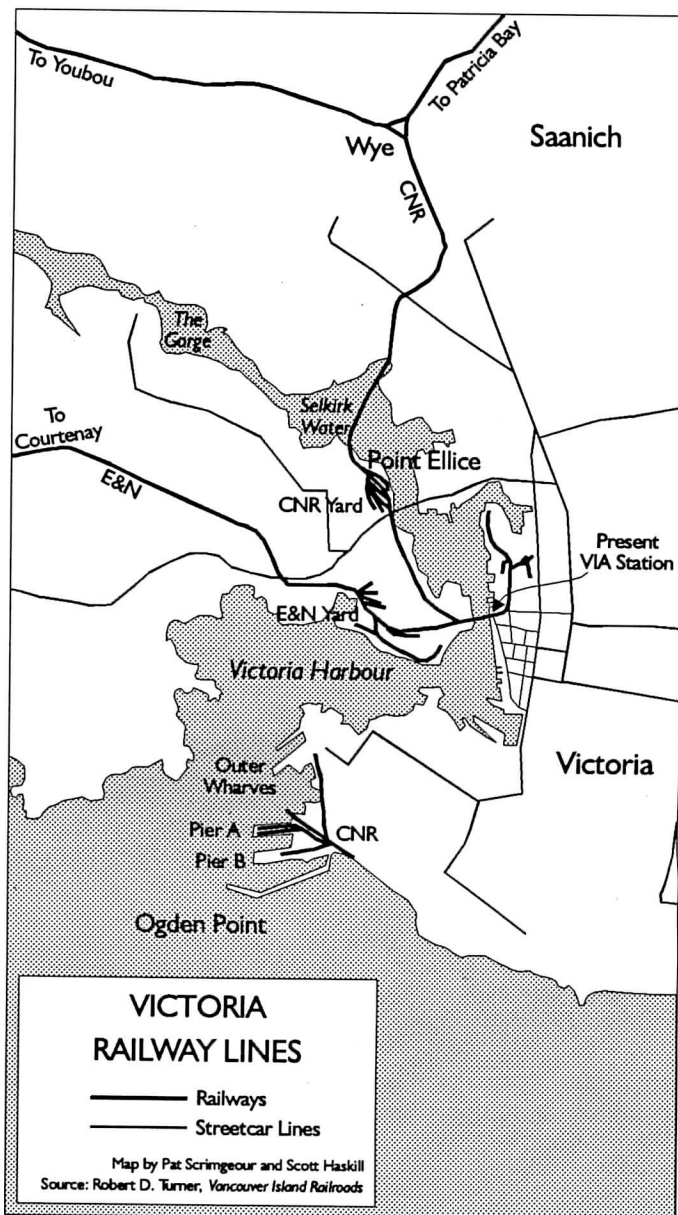 To Youbou
To Patricia Bay
Wye
Saanich
CNR
The
Gorge
Selkirk
Water
To
Courtenay
E&N
Point Ellice
CNR Yard
Present
VIA Station
E&N Yard
Victoria Harbour
Outer
Wharves
Victoria
Pier A
CNR
Pier B
Ogden Point
VICTORIA
RAILWAY LINES
Railways
Streetcar Lines
Map by Pat Scrimgeour and Scott Haskill
Source: Robert D. Turner, Vancouver Island Railroads